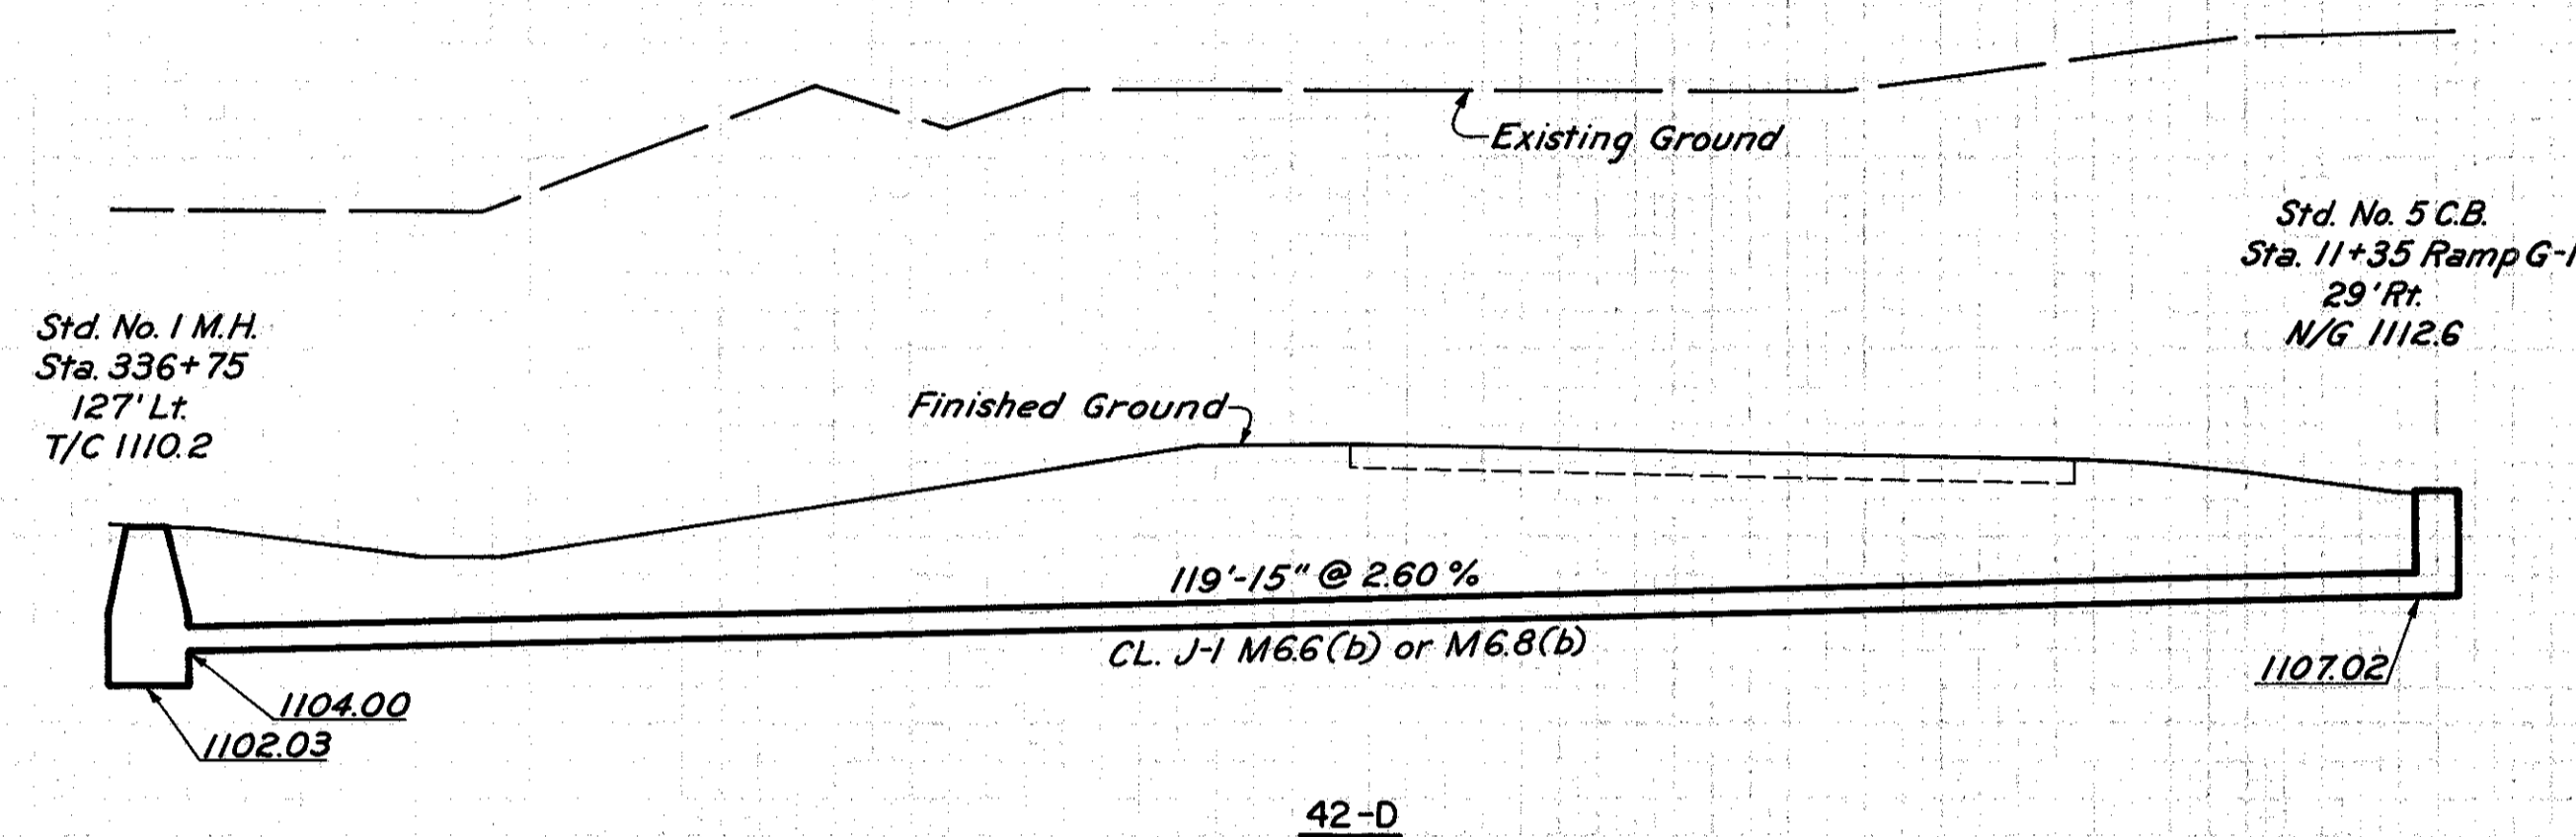 Existing Ground
Std. No. 5 C.B.
Sta. 11+35 Ramp G-1
29' Rt.
N/G 1112.6
Std. No. 1 M.H.
Sta. 336+75
127' Lt.
T/C 1110.2
Finished Ground
119'-15" @ 2.60 %
CL. J-1 M6.6(b) or M6.8(b)
1107.02
1104.00
1102.03
42-D